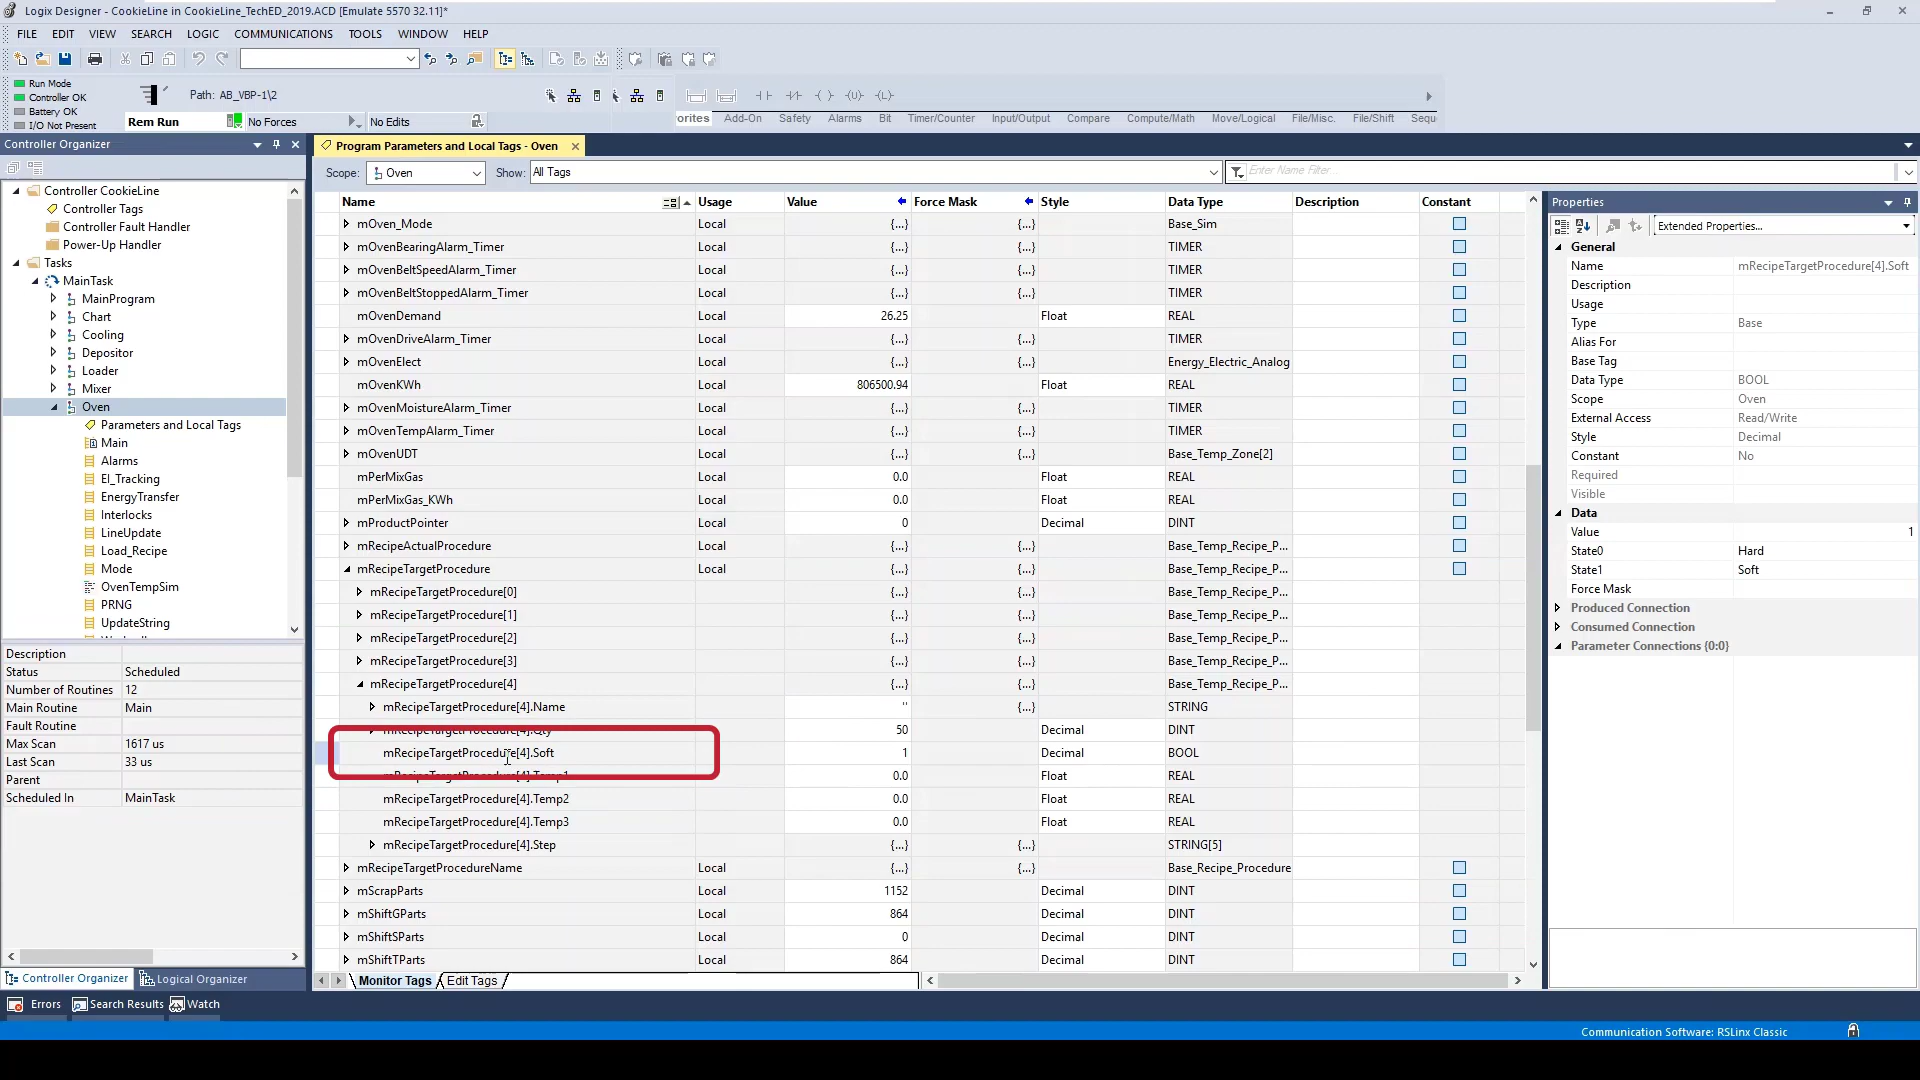 Logix Designer - CookieLine in CookieLine_TechED_2019.ACD [Emulate 5570 32.11]*
FILE EDIT VIEW SEARCH LOGIC COMMUNICATIONS TOOLS WINDOW HELP
Run Mode
Controller OK
Battery OK
I/O Not Present
Path: AB_VBP-1\2
Rem Run No Forces No Edits
orites Add-On Safety Alarms Bit Timer/Counter Input/Output Compare Compute/Math Move/Logical File/Misc. File/Shift Sequ
Controller Organizer
Controller CookieLine
Controller Tags
Controller Fault Handler
Power-Up Handler
Tasks
MainTask
MainProgram
Chart
Cooling
Depositor
Loader
Mixer
Oven
Parameters and Local Tags
Main
Alarms
EI_Tracking
EnergyTransfer
Interlocks
LineUpdate
Load_Recipe
Mode
OvenTempSim
PRNG
UpdateString
Description
Status Scheduled
Number of Routines 12
Main Routine Main
Fault Routine
Max Scan 1617 us
Last Scan 33 us
Parent
Scheduled In MainTask
Controller Organizer Logical Organizer
Program Parameters and Local Tags - Oven
Scope: Oven Show: All Tags Enter Name Filter...
Name Usage Value Force Mask Style Data Type Description Constant
mOven_Mode Local {...} {...} Base_Sim
mOvenBearingAlarm_Timer Local {...} {...} TIMER
mOvenBeltSpeedAlarm_Timer Local {...} {...} TIMER
mOvenBeltStoppedAlarm_Timer Local {...} {...} TIMER
mOvenDemand Local 26.25 Float REAL
mOvenDriveAlarm_Timer Local {...} {...} TIMER
mOvenElect Local {...} {...} Energy_Electric_Analog
mOvenKWh Local 806500.94 Float REAL
mOvenMoistureAlarm_Timer Local {...} {...} TIMER
mOvenTempAlarm_Timer Local {...} {...} TIMER
mOvenUDT Local {...} {...} Base_Temp_Zone[2]
mPerMixGas Local 0.0 Float REAL
mPerMixGas_KWh Local 0.0 Float REAL
mProductPointer Local 0 Decimal DINT
mRecipeActualProcedure Local {...} {...} Base_Temp_Recipe_P...
mRecipeTargetProcedure Local {...} {...} Base_Temp_Recipe_P...
mRecipeTargetProcedure[0] {...} {...} Base_Temp_Recipe_P...
mRecipeTargetProcedure[1] {...} {...} Base_Temp_Recipe_P...
mRecipeTargetProcedure[2] {...} {...} Base_Temp_Recipe_P...
mRecipeTargetProcedure[3] {...} {...} Base_Temp_Recipe_P...
mRecipeTargetProcedure[4] {...} {...} Base_Temp_Recipe_P...
mRecipeTargetProcedure[4].Name '' {...} STRING
mRecipeTargetProcedure[4].Qty 50 Decimal DINT
mRecipeTargetProcedure[4].Soft 1 Decimal BOOL
mRecipeTargetProcedure[4].Temp1 0.0 Float REAL
mRecipeTargetProcedure[4].Temp2 0.0 Float REAL
mRecipeTargetProcedure[4].Temp3 0.0 Float REAL
mRecipeTargetProcedure[4].Step {...} {...} STRING[5]
mRecipeTargetProcedureName Local {...} {...} Base_Recipe_Procedure
mScrapParts Local 1152 Decimal DINT
mShiftGParts Local 864 Decimal DINT
mShiftSParts Local 0 Decimal DINT
mShiftTParts Local 864 Decimal DINT
Monitor Tags Edit Tags
Properties
Extended Properties...
General
Name mRecipeTargetProcedure[4].Soft
Description
Usage
Type Base
Alias For
Base Tag
Data Type BOOL
Scope Oven
External Access Read/Write
Style Decimal
Constant No
Required
Visible
Data
Value 1
State0 Hard
State1 Soft
Force Mask
Produced Connection
Consumed Connection
Parameter Connections {0:0}
Errors Search Results Watch
Communication Software: RSLinx Classic